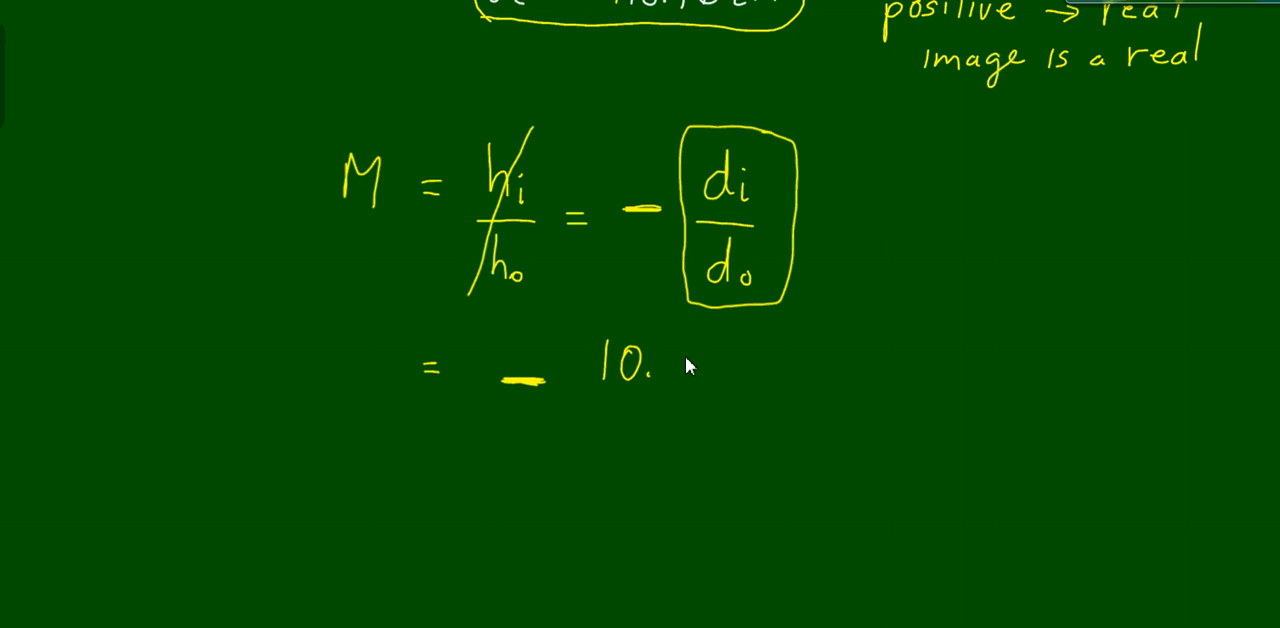 positive → real
image is a real
M = hi/ho = - di/do
= - 10.